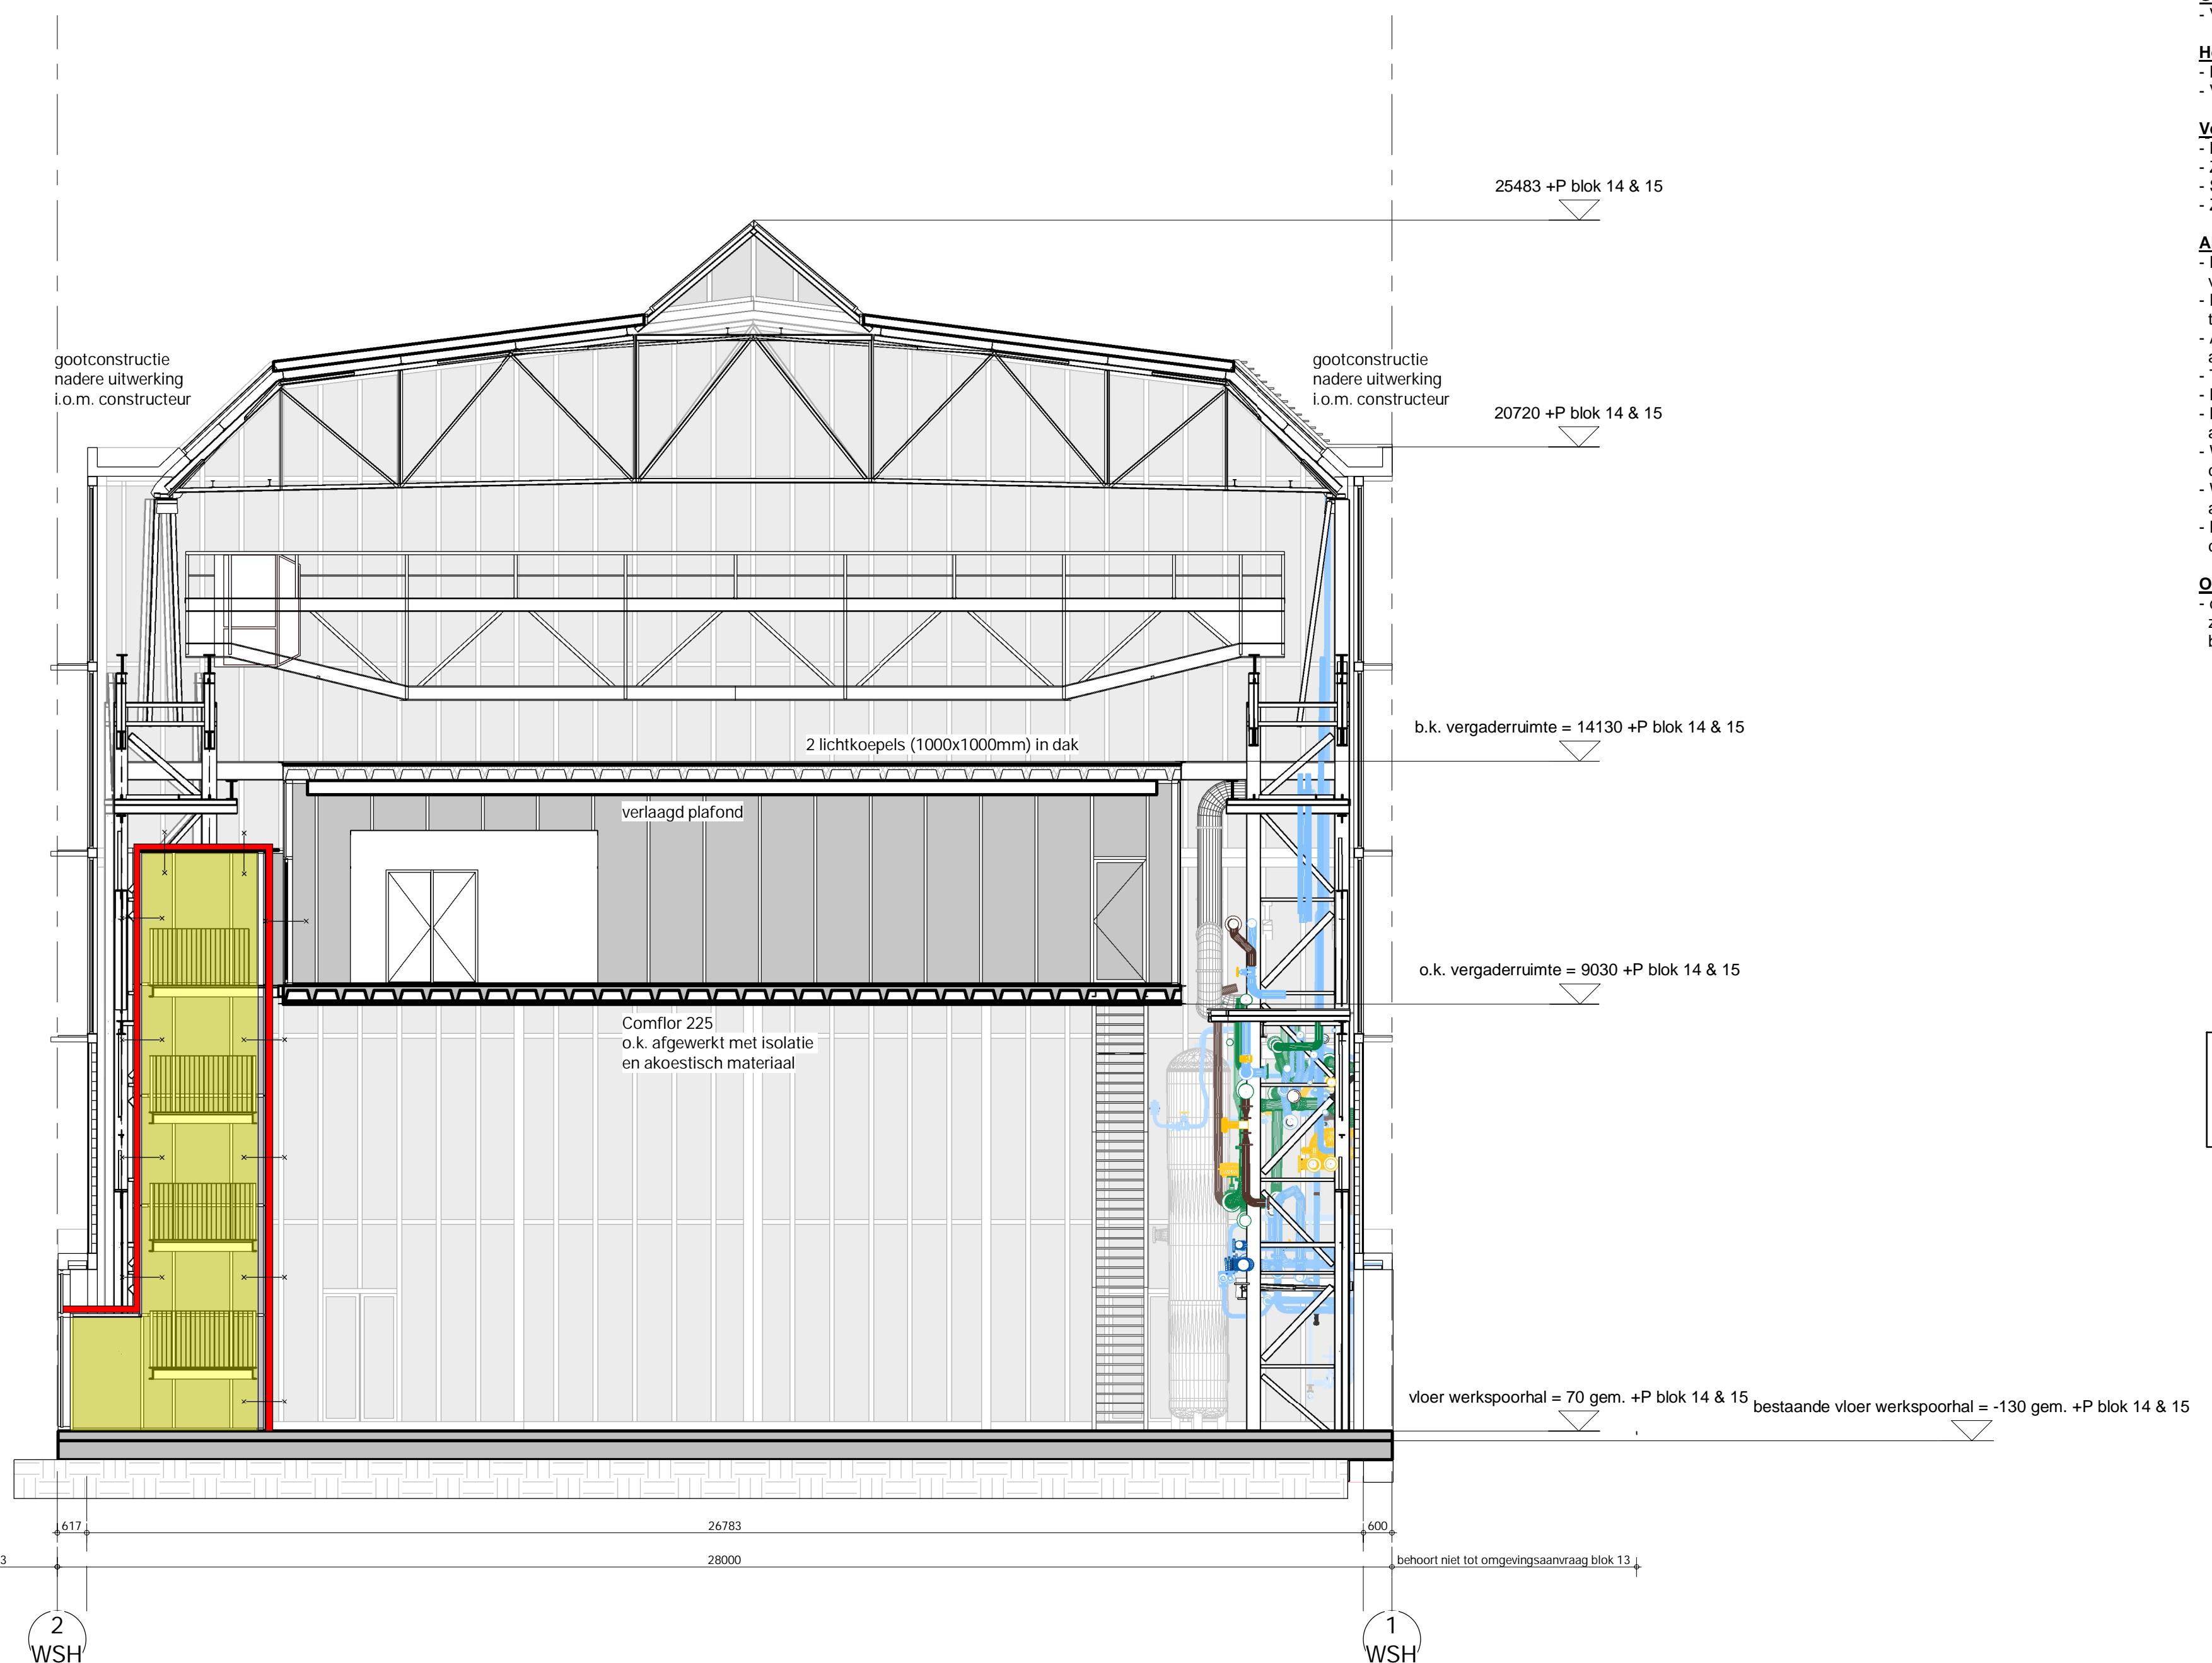 25483 +P blok 14 & 15
gootconstructie
nadere uitwerking
i.o.m. constructeur
gootconstructie
nadere uitwerking
i.o.m. constructeur
20720 +P blok 14 & 15
b.k. vergaderruimte = 14130 +P blok 14 & 15
2 lichtkoepels (1000x1000mm) in dak
verlaagd plafond
o.k. vergaderruimte = 9030 +P blok 14 & 15
Comflor 225
o.k. afgewerkt met isolatie
en akoestisch materiaal
vloer werkspoorhal = 70 gem. +P blok 14 & 15
bestaande vloer werkspoorhal = -130 gem. +P blok 14 & 15
617
26783
600
3
28000
behoort niet tot omgevingsaanvraag blok 13
2
WSH
1
WSH